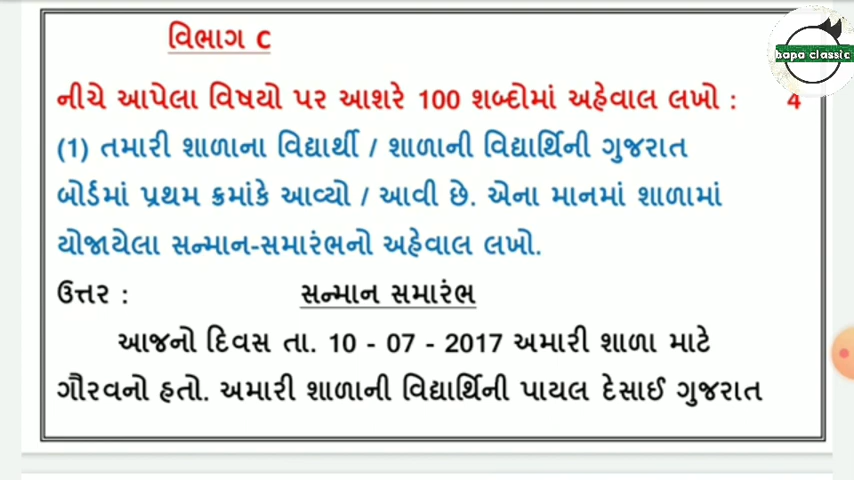 વિભાગ C
bapa classic
નીચે આપેલા વિષયો પર આશરે 100 શબ્દોમાં અહેવાલ લખો : 4
(1) તમારી શાળાના વિદ્યાર્થી / શાળાની વિદ્યાર્થિની ગુજરાત
બોર્ડમાં પ્રથમ ક્રમાંકે આવ્યો / આવી છે. એના માનમાં શાળામાં
યોજાયેલા સન્માન-સમારંભનો અહેવાલ લખો.
ઉત્તર : સન્માન સમારંભ
આજનો દિવસ તા. 10 - 07 - 2017 અમારી શાળા માટે
ગૌરવનો હતો. અમારી શાળાની વિદ્યાર્થિની પાયલ દેસાઈ ગુજરાત